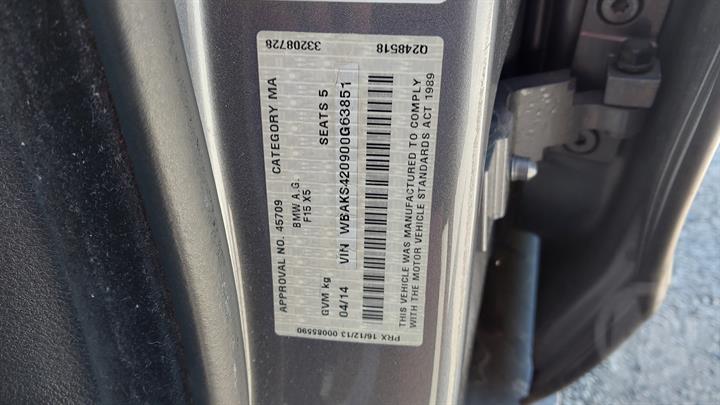 33208728 Q248518
APPROVAL NO. 45709 CATEGORY MA
BMW A.G.
F15 X5 SEATS 5
GVM kg
04/14 VIN WBAKS420900G63851
THIS VEHICLE WAS MANUFACTURED TO COMPLY
WITH THE MOTOR VEHICLE STANDARDS ACT 1989
PRX 16/12/13 00085590